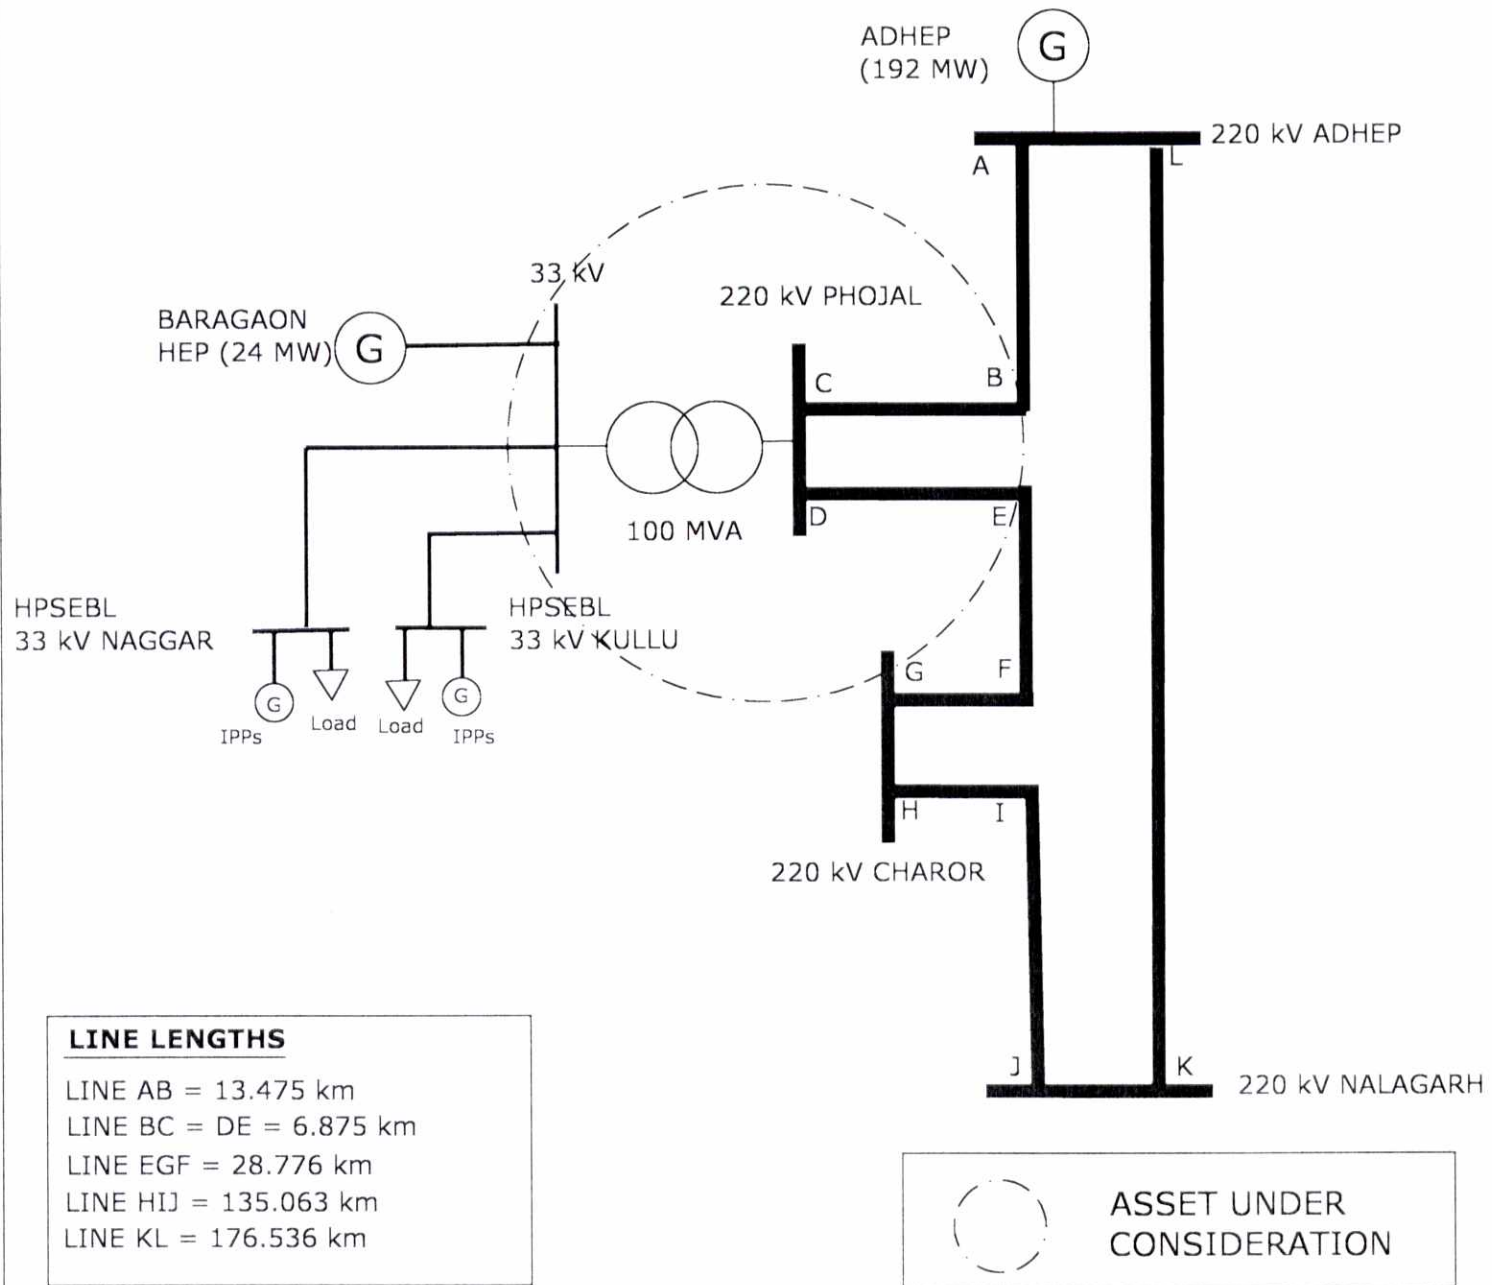 ADHEP
(192 MW)
G
220 kV ADHEP
A
L
33 kV
220 kV PHOJAL
BARAGAON
HEP (24 MW)
G
C
B
D
E
100 MVA
HPSEBL
33 kV NAGGAR
HPSEBL
33 kV KULLU
G
F
G
Load
Load
G
IPPs
IPPs
H
I
220 kV CHAROR
J
K
220 kV NALAGARH
LINE LENGTHS
LINE AB = 13.475 km
LINE BC = DE = 6.875 km
LINE EGF = 28.776 km
LINE HIJ = 135.063 km
LINE KL = 176.536 km
ASSET UNDER
CONSIDERATION